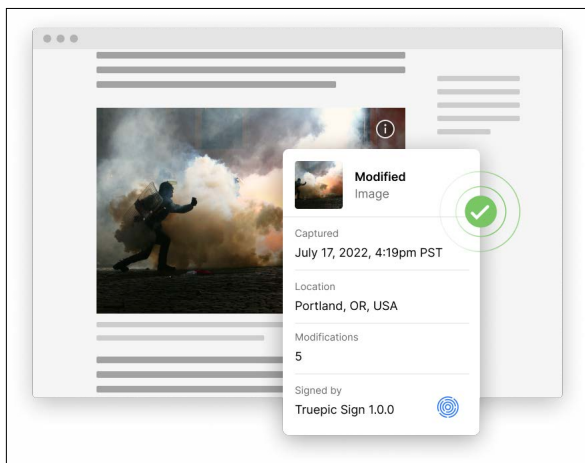 Modified
Image
Captured
July 17, 2022, 4:19pm PST
Location
Portland, OR, USA
Modifications
5
Signed by
Truepic Sign 1.0.0